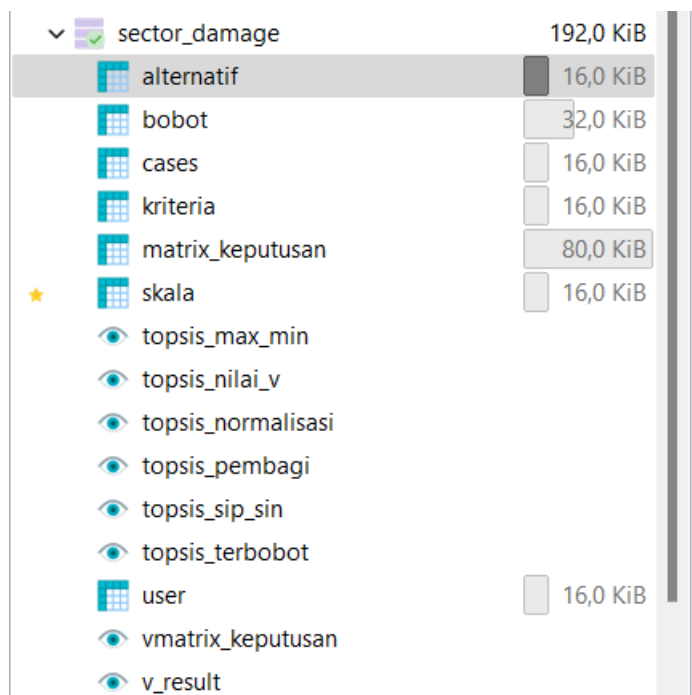 sector_damage 192,0 KiB
alternatif 16,0 KiB
bobot 32,0 KiB
cases 16,0 KiB
kriteria 16,0 KiB
matrix_keputusan 80,0 KiB
skala 16,0 KiB
topsis_max_min
topsis_nilai_v
topsis_normalisasi
topsis_pembagi
topsis_sip_sin
topsis_terbobot
user 16,0 KiB
vmatrix_keputusan
v_result